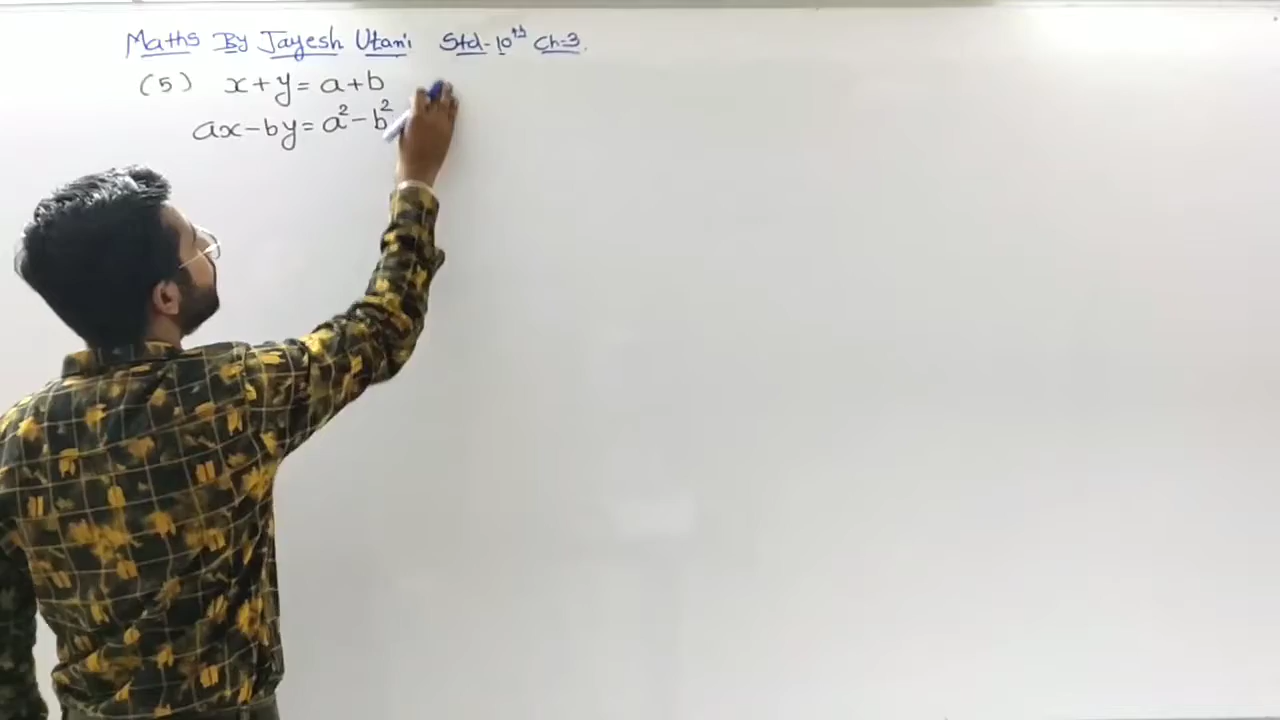 Maths By Jayesh Utani Std-10th Ch-3.
(5) x+y=a+b
ax-by=a²-b²